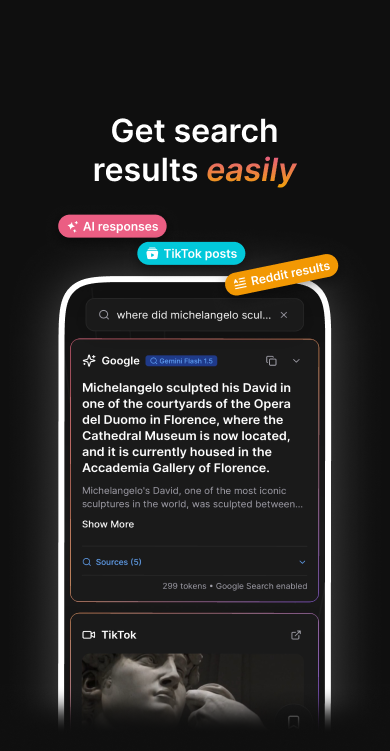 Get search
results easily
AI responses
TikTok posts
Reddit results
where did michelangelo scul...
Google Gemini Flash 1.5
Michelangelo sculpted his David in
one of the courtyards of the Opera
del Duomo in Florence, where the
Cathedral Museum is now located,
and it is currently housed in the
Accademia Gallery of Florence.
Michelangelo's David, one of the most iconic
sculptures in the world, was sculpted between...
Show More
Sources (5)
299 tokens • Google Search enabled
TikTok